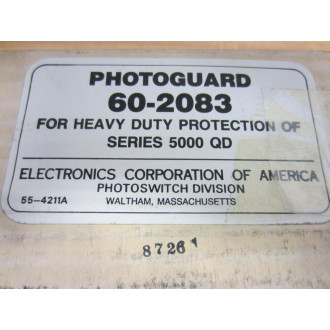 PHOTOGUARD
60-2083
FOR HEAVY DUTY PROTECTION OF
SERIES 5000 QD
ELECTRONICS CORPORATION OF AMERICA
PHOTOSWITCH DIVISION
55-4211A WALTHAM, MASSACHUSETTS
8726